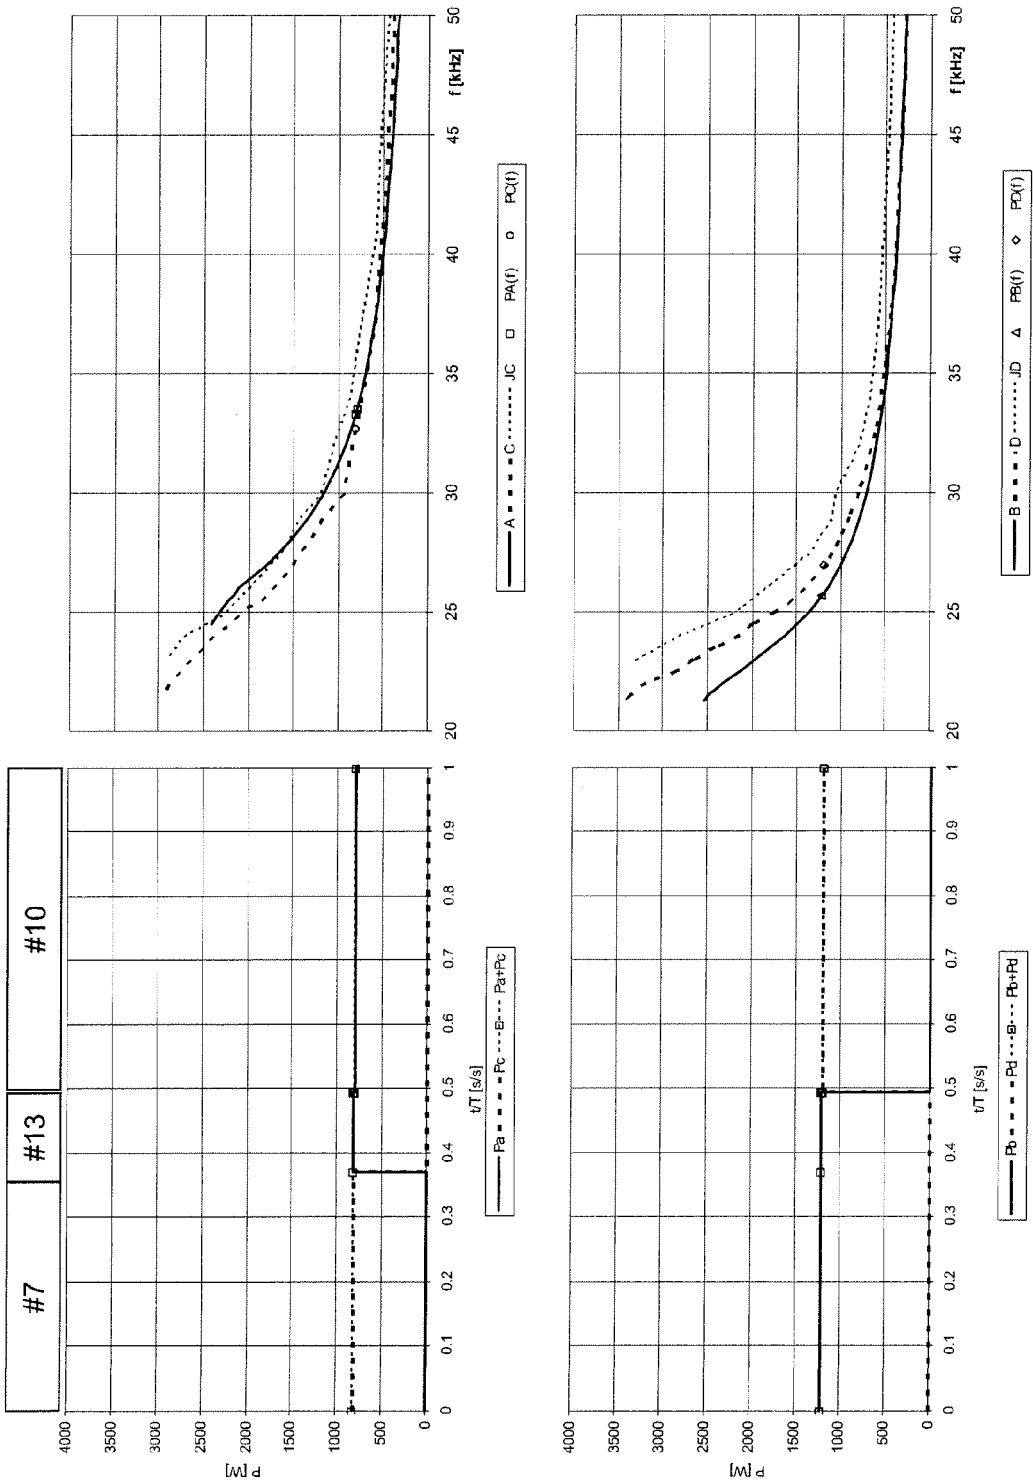 #7
#13
#10
P [W]
4000
3500
3000
2500
2000
1500
1000
500
0
0 0.1 0.2 0.3 0.4 0.5 0.6 0.7 0.8 0.9 1
t/T [s/s]
Pa Pc Pa+Pc
20 25 30 35 40 45 50
f [kHz]
A C JC PA(f) PC(f)
P [W]
4000
3500
3000
2500
2000
1500
1000
500
0
0 0.1 0.2 0.3 0.4 0.5 0.6 0.7 0.8 0.9 1
t/T [s/s]
Pb Pd Pb+Pd
20 25 30 35 40 45 50
f [kHz]
B D JD PB(f) PD(f)